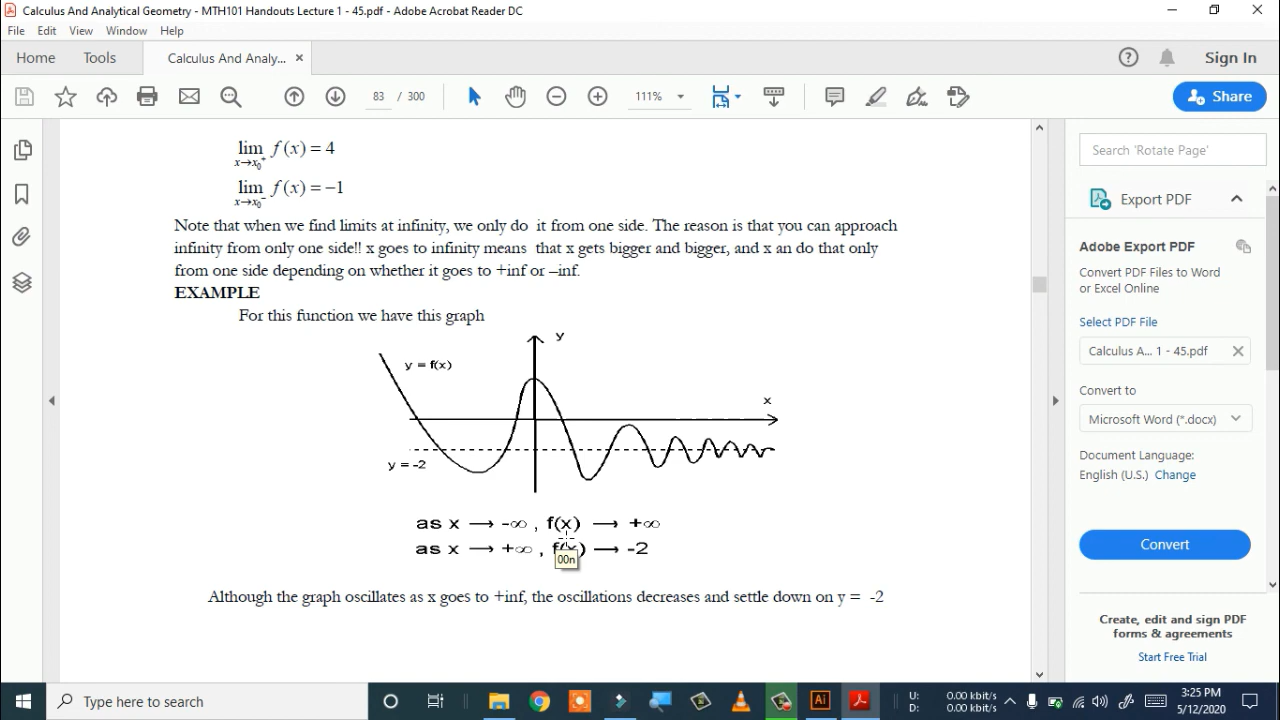 Calculus And Analytical Geometry - MTH101 Handouts Lecture 1 - 45.pdf - Adobe Acrobat Reader DC
File Edit View Window Help
Home Tools Calculus And Analy... × Sign In
83 / 300 111% Share
lim f(x) = 4
x→x₀⁺
lim f(x) = −1
x→x₀⁻
Note that when we find limits at infinity, we only do it from one side. The reason is that you can approach
infinity from only one side!! x goes to infinity means that x gets bigger and bigger, and x an do that only
from one side depending on whether it goes to +inf or –inf.
EXAMPLE
For this function we have this graph
y
y = f(x)
x
y = -2
as x → -∞ , f(x) → +∞
as x → +∞ , f(x) → -2
00n
Although the graph oscillates as x goes to +inf, the oscillations decreases and settle down on y = -2
Search 'Rotate Page'
Export PDF
Adobe Export PDF
Convert PDF Files to Word
or Excel Online
Select PDF File
Calculus A... 1 - 45.pdf ×
Convert to
Microsoft Word (*.docx)
Document Language:
English (U.S.) Change
Convert
Create, edit and sign PDF
forms & agreements
Start Free Trial
Type here to search
Ai
U: 0.00 kbit/s
D: 0.00 kbit/s
3:25 PM
5/12/2020